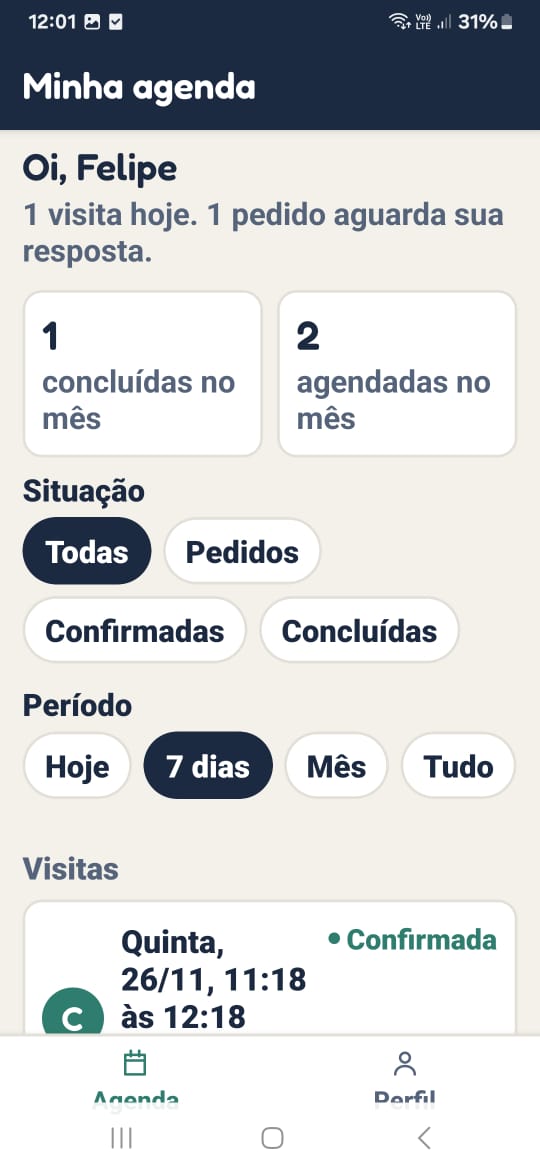 12:01 Vo)) LTE 31%
Minha agenda
Oi, Felipe
1 visita hoje. 1 pedido aguarda sua
resposta.
1
concluídas no
mês
2
agendadas no
mês
Situação
Todas Pedidos
Confirmadas Concluídas
Período
Hoje 7 dias Mês Tudo
Visitas
Quinta,
26/11, 11:18
às 12:18
Confirmada
C
Agenda Perfil